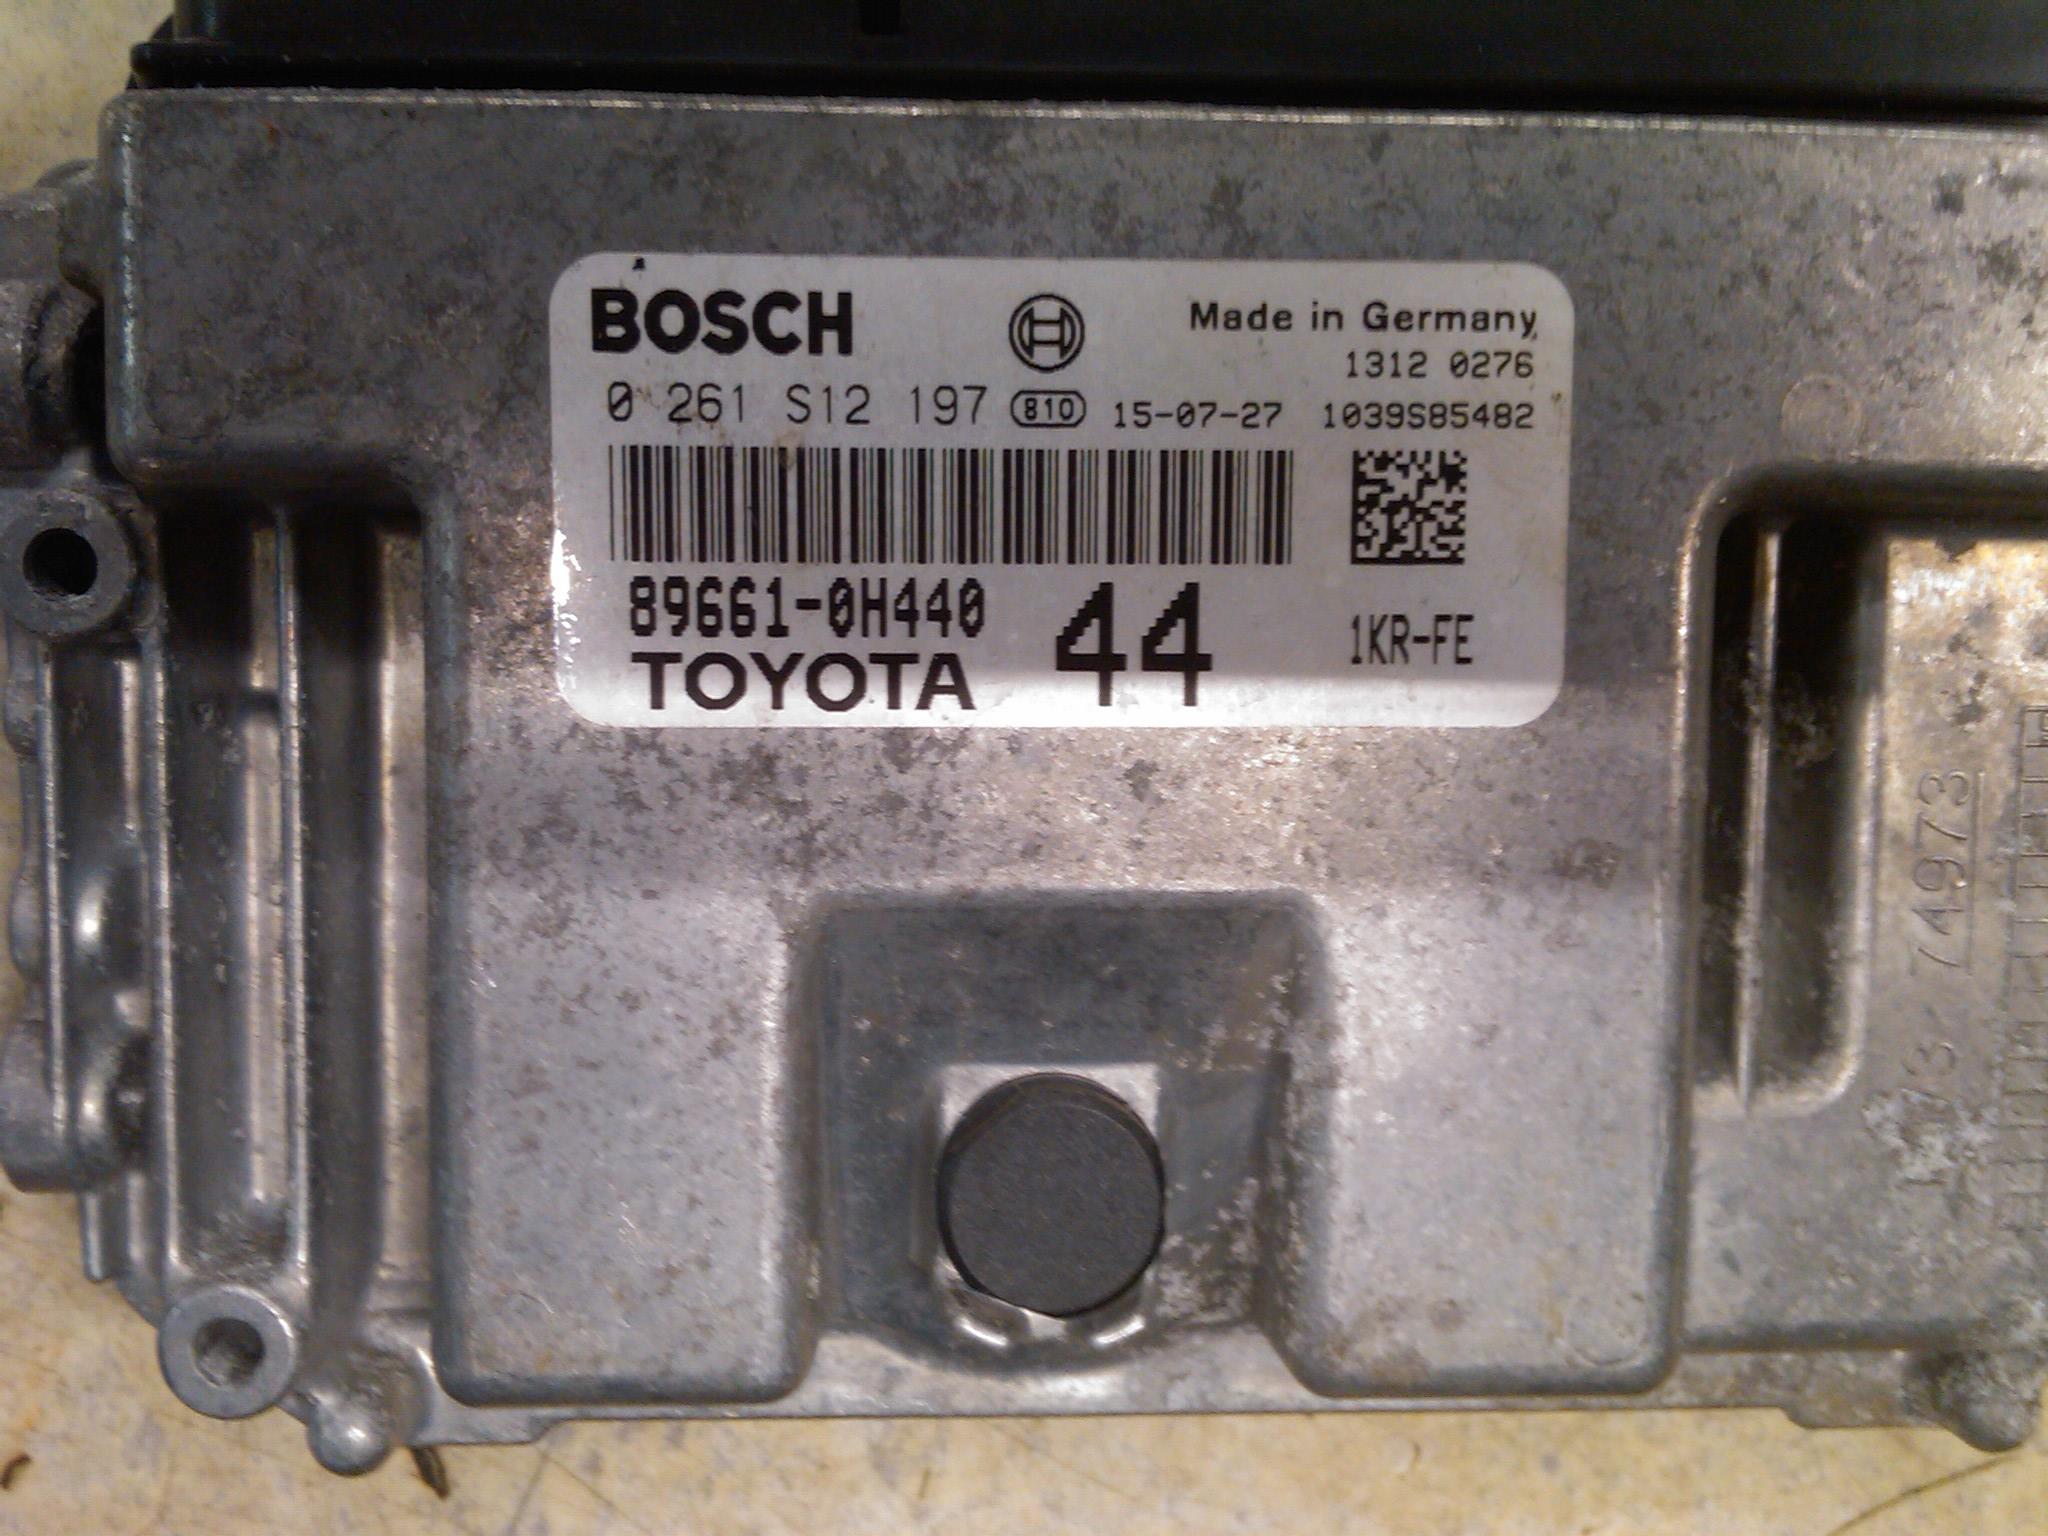 BOSCH
Made in Germany
1312 0276
0 261 S12 197 810 15-07-27 1039S85482
89661-0H440 44 1KR-FE
TOYOTA
74973